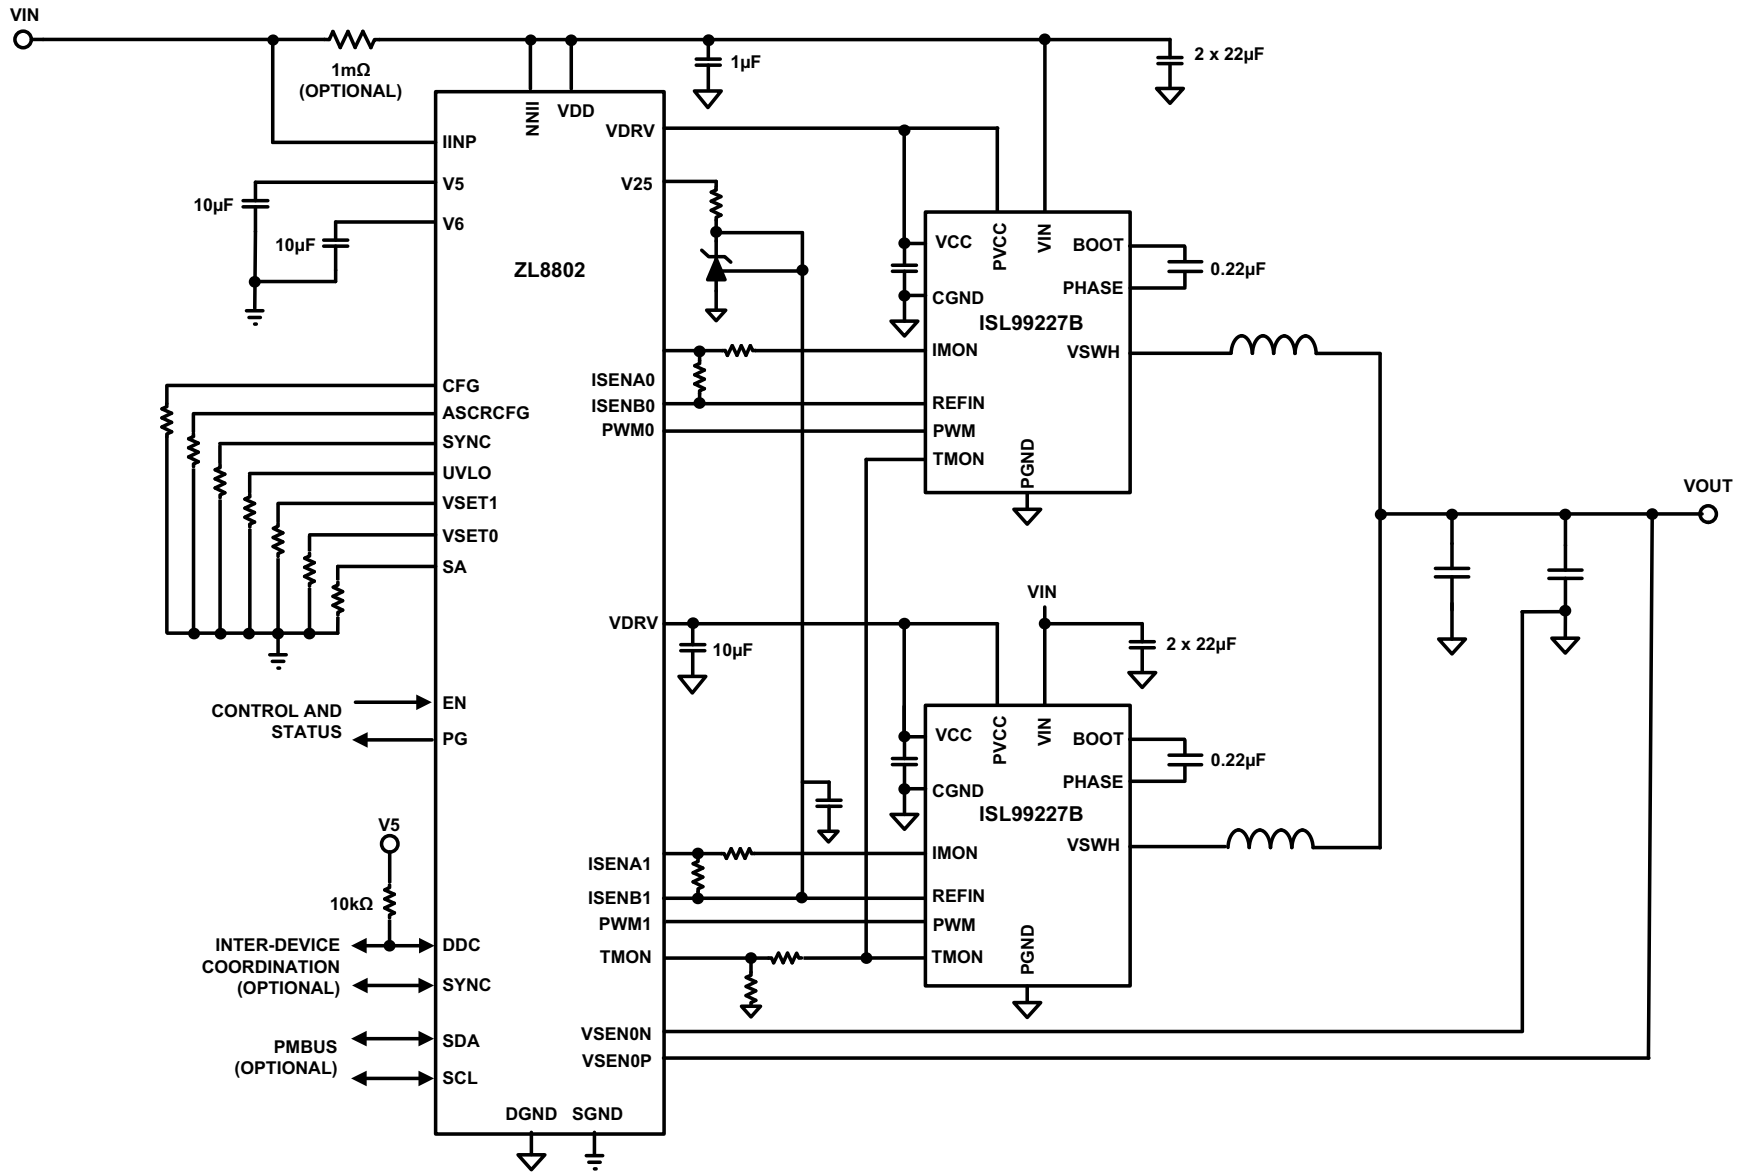 VIN
1mΩ
(OPTIONAL)
1µF
2 x 22µF
IINN
VDD
VDRV
IINP
V5
V25
10µF
V6
10µF
ZL8802
VCC
PVCC
VIN
BOOT
0.22µF
PHASE
CGND
ISL99227B
IMON
VSWH
ISENA0
ISENB0
REFIN
PWM0
PWM
TMON
PGND
CFG
ASCRCFG
SYNC
UVLO
VSET1
VSET0
SA
VOUT
VIN
VDRV
10µF
2 x 22µF
CONTROL AND
STATUS
EN
PG
VCC
PVCC
VIN
BOOT
0.22µF
PHASE
CGND
ISL99227B
IMON
VSWH
V5
10kΩ
ISENA1
ISENB1
REFIN
PWM1
PWM
TMON
TMON
PGND
INTER-DEVICE
COORDINATION
(OPTIONAL)
DDC
SYNC
PMBUS
(OPTIONAL)
SDA
SCL
VSEN0N
VSEN0P
DGND
SGND